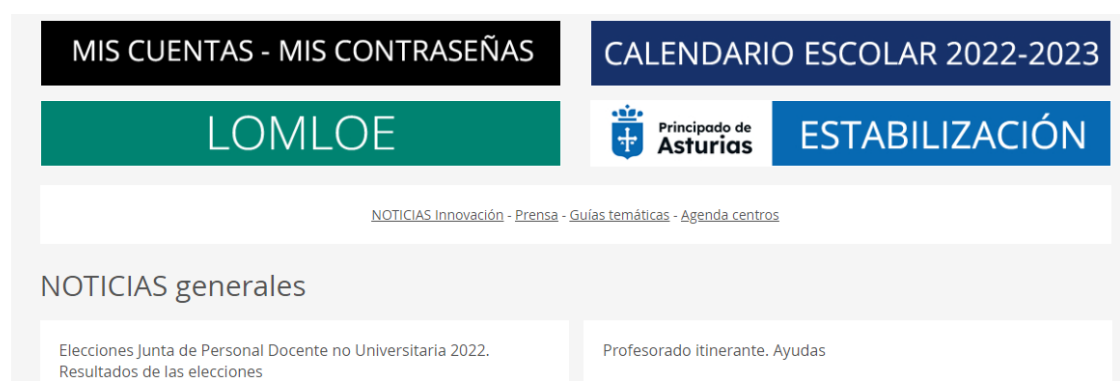 MIS CUENTAS - MIS CONTRASEÑAS
CALENDARIO ESCOLAR 2022-2023
LOMLOE
Principado de
Asturias
ESTABILIZACIÓN
NOTICIAS Innovación - Prensa - Guías temáticas - Agenda centros
NOTICIAS generales
Elecciones Junta de Personal Docente no Universitaria 2022.
Resultados de las elecciones
Profesorado itinerante. Ayudas